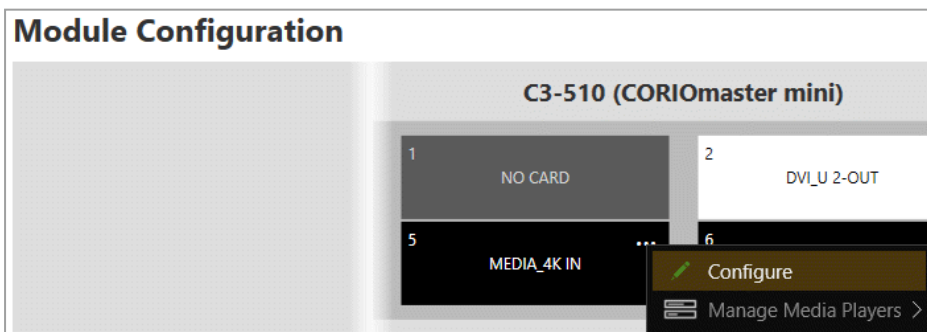 Module Configuration
C3-510 (CORIOmaster mini)
1
NO CARD
2
DVI_U 2-OUT
5
...
MEDIA_4K IN
6
Configure
Manage Media Players >